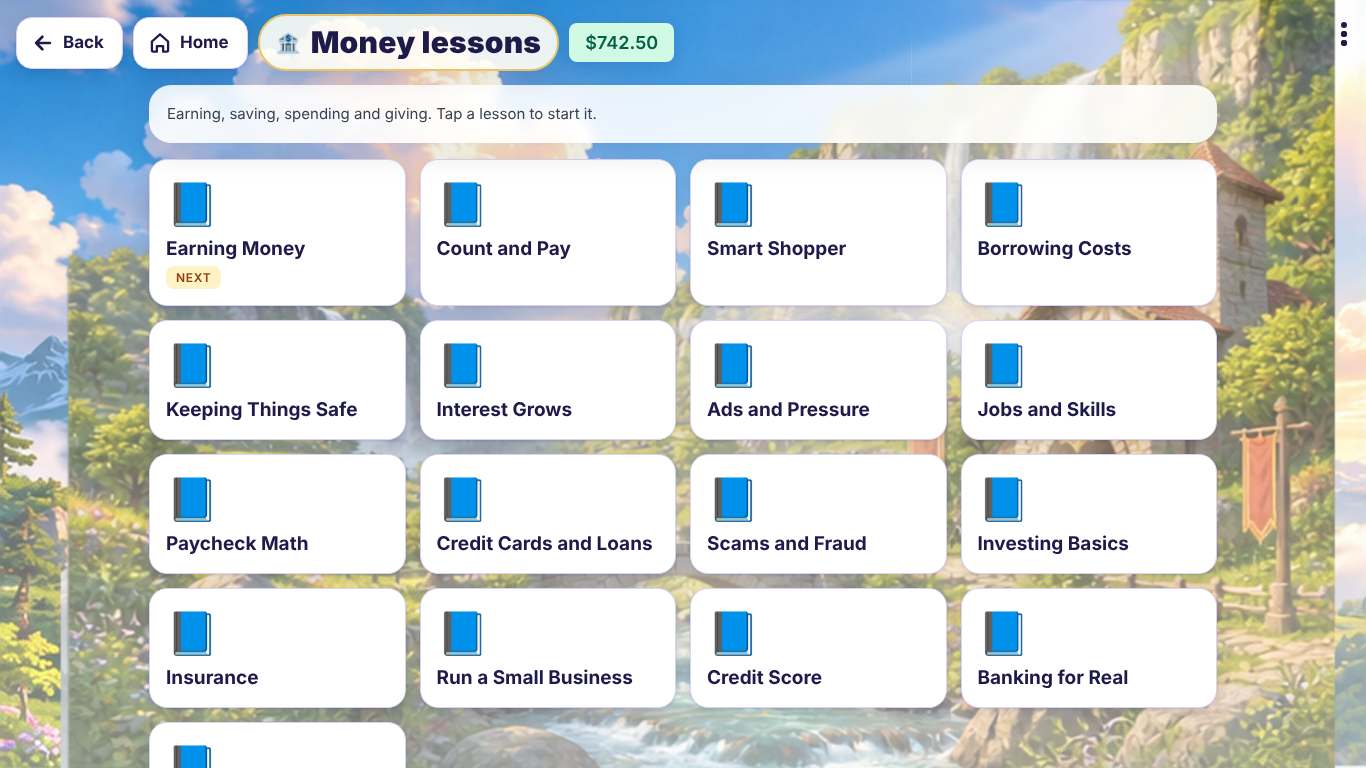 Back
Home
Money lessons
$742.50
Earning, saving, spending and giving. Tap a lesson to start it.
Earning Money
NEXT
Count and Pay
Smart Shopper
Borrowing Costs
Keeping Things Safe
Interest Grows
Ads and Pressure
Jobs and Skills
Paycheck Math
Credit Cards and Loans
Scams and Fraud
Investing Basics
Insurance
Run a Small Business
Credit Score
Banking for Real